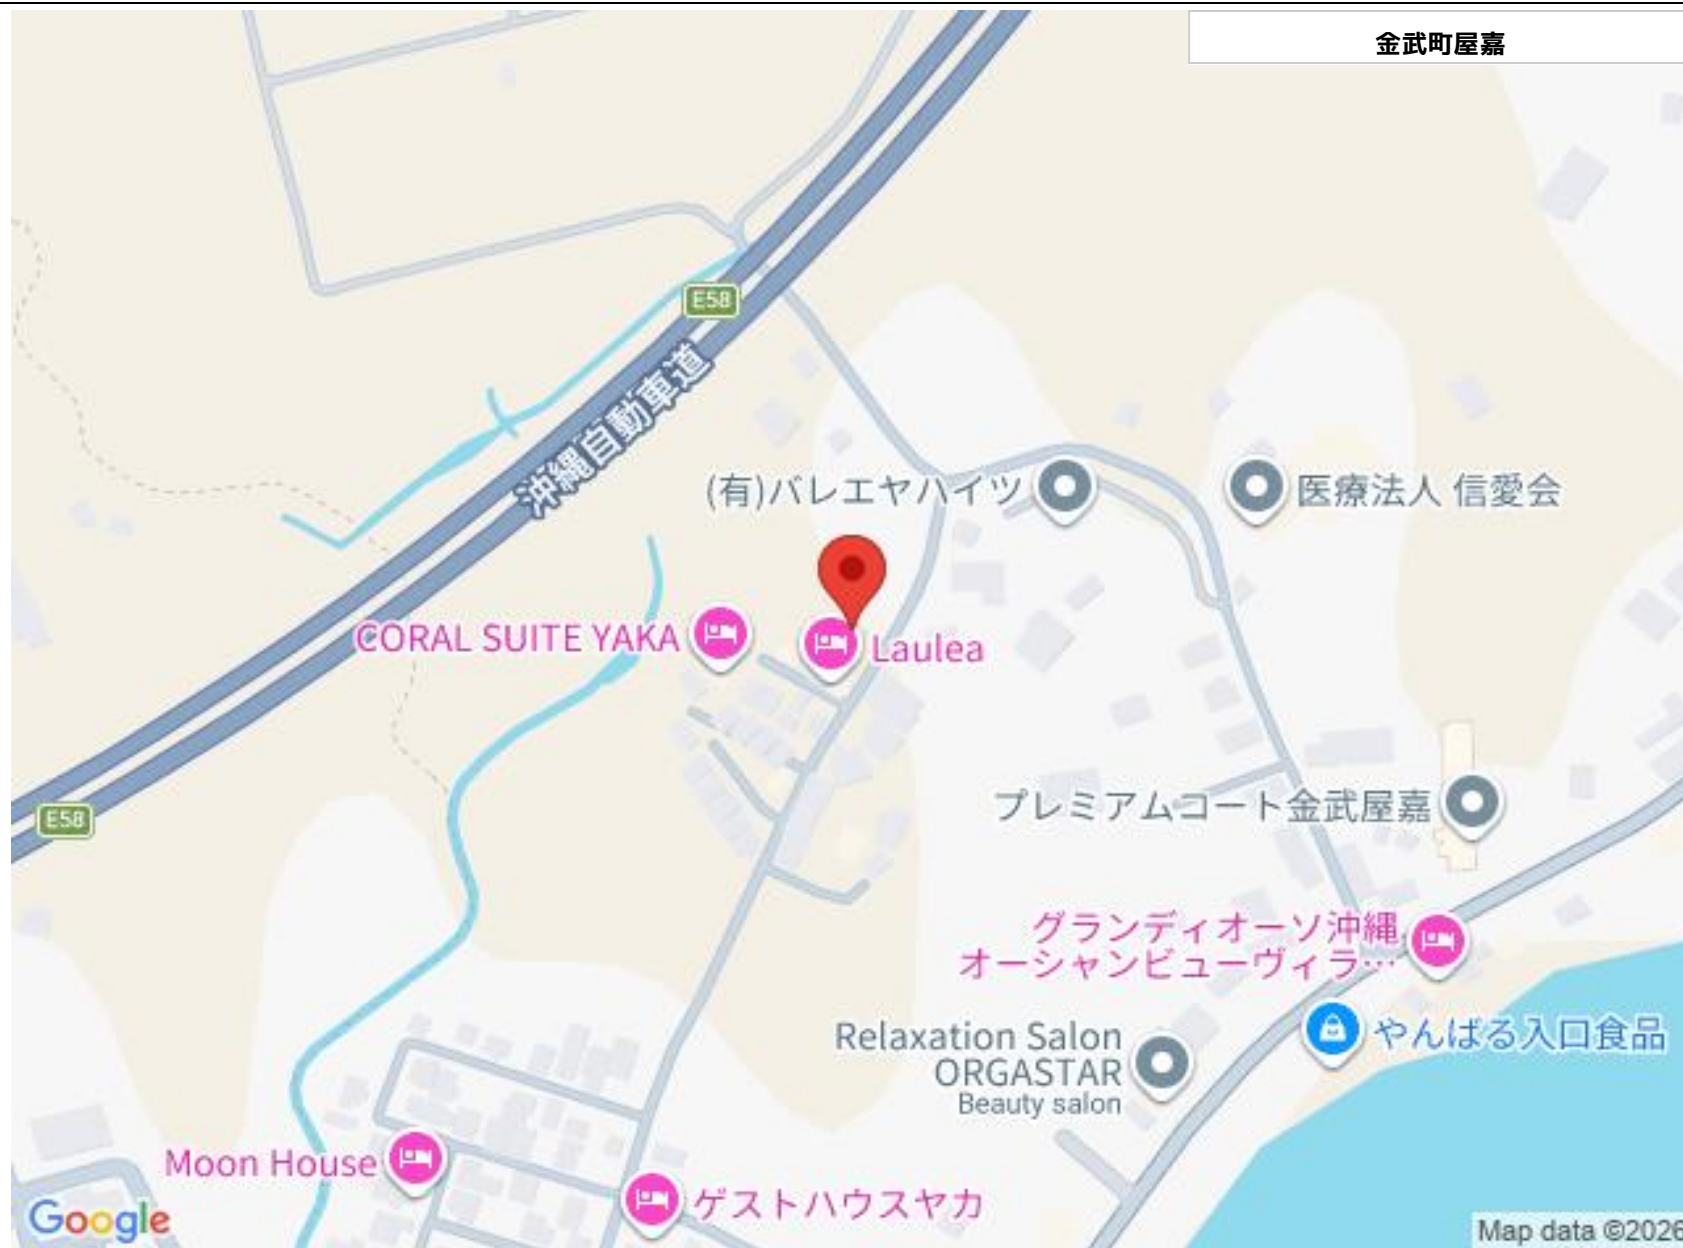 金武町屋嘉
E58
沖縄自動車道
(有)バレエヤハイツ
医療法人 信愛会
CORAL SUITE YAKA
Laulea
プレミアムコート金武屋嘉
E58
グランディオーソ沖縄
オーシャンビューヴィラ…
やんばる入口食品
Relaxation Salon
ORGASTAR
Beauty salon
Moon House
ゲストハウスヤカ
Google
Map data ©2026